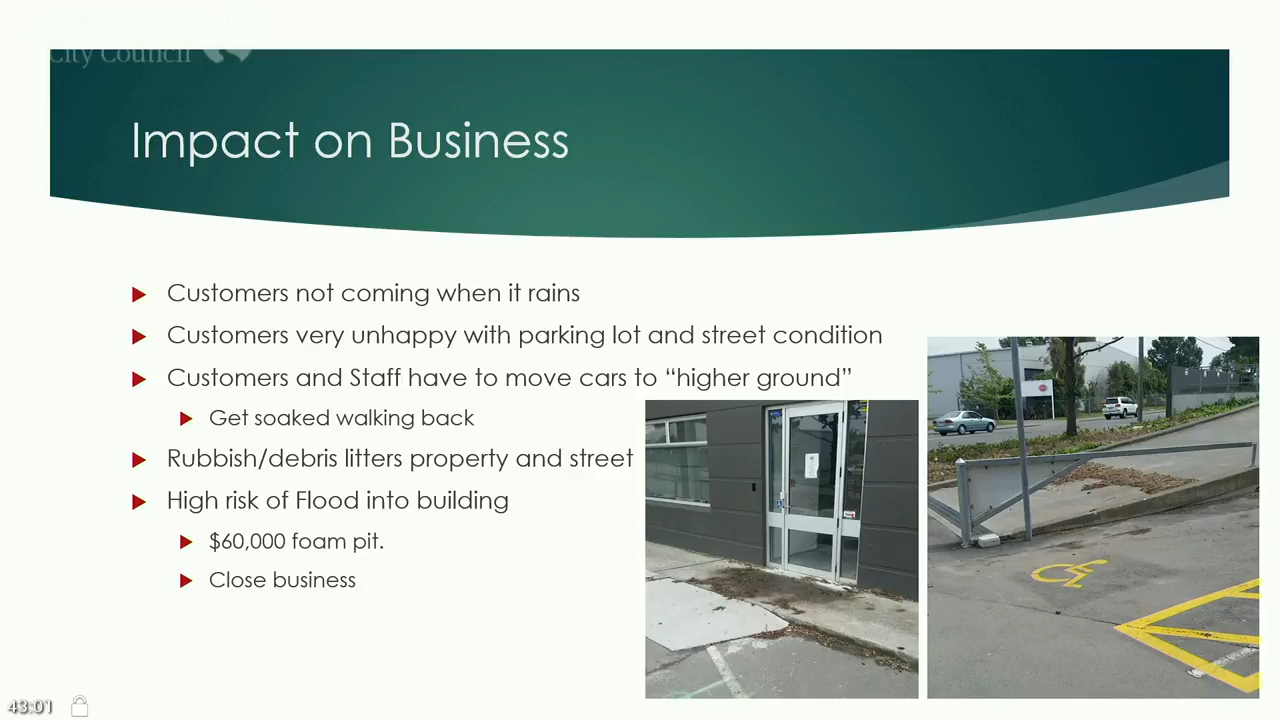 City Council
Impact on Business
Customers not coming when it rains
Customers very unhappy with parking lot and street condition
Customers and Staff have to move cars to “higher ground”
Get soaked walking back
Rubbish/debris litters property and street
High risk of Flood into building
$60,000 foam pit.
Close business
43:01